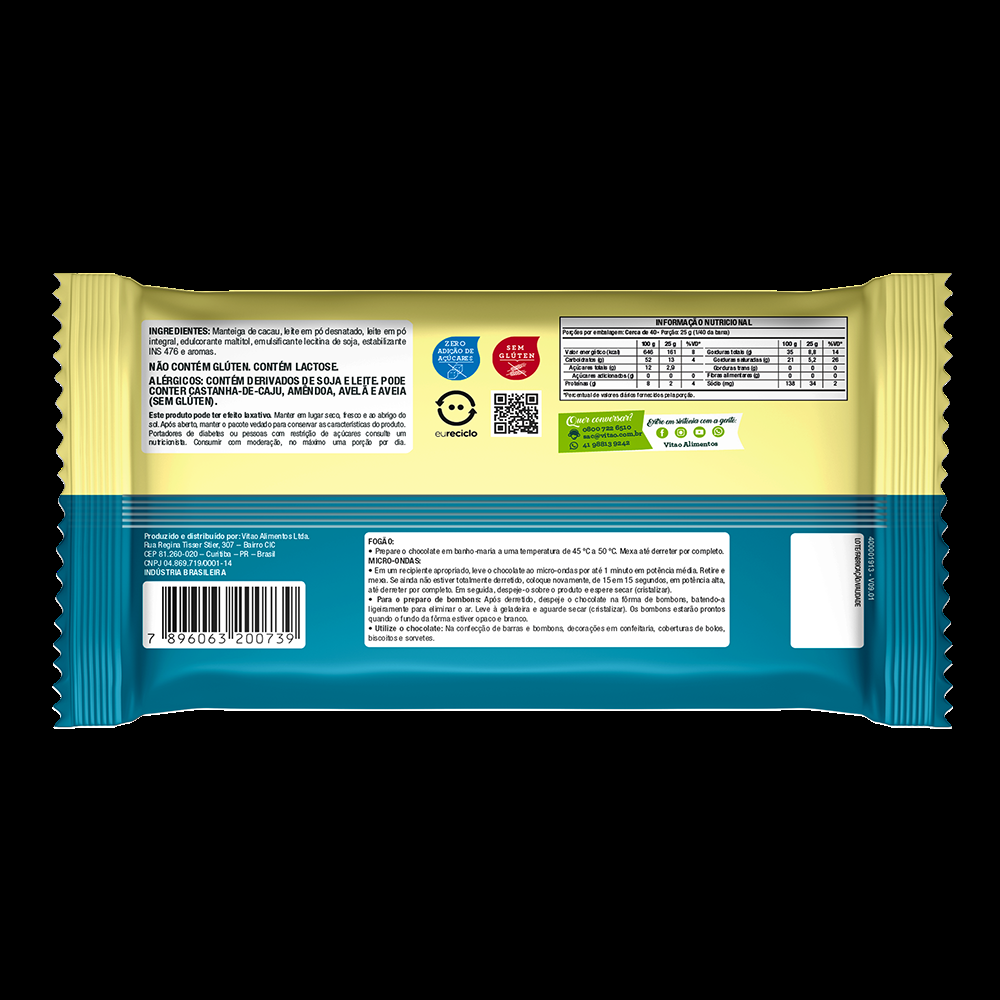 INGREDIENTES: Manteiga de cacau, leite em pó desnatado, leite em pó
integral, edulcorante maltitol, emulsificante lecitina de soja, estabilizante
INS 476 e aromas.
NÃO CONTÉM GLÚTEN. CONTÉM LACTOSE.
ALÉRGICOS: CONTÉM DERIVADOS DE SOJA E LEITE. PODE
CONTER CASTANHA-DE-CAJU, AMÊNDOA, AVELÃ E AVEIA
(SEM GLÚTEN).
Este produto pode ter efeito laxativo. Manter em lugar seco, fresco e ao abrigo do
sol. Após aberto, manter o pacote vedado para conservar as características do produto.
Portadores de diabetes ou pessoas com restrição de açúcares consulte um
nutricionista. Consumir com moderação, no máximo uma porção por dia.
ZERO
ADIÇÃO DE
AÇÚCARES
SEM
GLÚTEN
eureciclo
INFORMAÇÃO NUTRICIONAL
Porções por embalagem: Cerca de 40 • Porção: 25 g (1/40 da barra)
100 g 25 g %VD* 100 g 25 g %VD*
Valor energético (kcal) 646 161 8 Gorduras totais (g) 35 8,8 14
Carboidratos (g) 52 13 4 Gorduras saturadas (g) 21 5,2 26
Açúcares totais (g) 12 2,9 Gorduras trans (g) 0 0 0
Açúcares adicionados (g) 0 0 0 Fibras alimentares (g) 0 0 0
Proteínas (g) 8 2 4 Sódio (mg) 138 34 2
*Percentual de valores diários fornecidos pela porção.
Quer conversar?
0800 722 6510
sac@vitao.com.br
41 98813 9242
Entre em sintonia com a gente:
Vitao Alimentos
Produzido e distribuido por: Vitao Alimentos Ltda.
Rua Regina Tisser Stier, 307 – Bairro CIC
CEP 81.260-020 – Curitiba – PR – Brasil
CNPJ 04.869.719/0001-14
INDÚSTRIA BRASILEIRA
7 896063 200739
FOGÃO:
• Prepare o chocolate em banho-maria a uma temperatura de 45 °C a 50 °C. Mexa até derreter por completo.
MICRO-ONDAS:
• Em um recipiente apropriado, leve o chocolate ao micro-ondas por até 1 minuto em potência média. Retire e
mexa. Se ainda não estiver totalmente derretido, coloque novamente, de 15 em 15 segundos, em potência alta,
até derreter por completo. Em seguida, despeje-o sobre o produto e espere secar (cristalizar).
• Para o preparo de bombons: Após derretido, despeje o chocolate na fôrma de bombons, batendo-a
ligeiramente para eliminar o ar. Leve à geladeira e aguarde secar (cristalizar). Os bombons estarão prontos
quando o fundo da fôrma estiver opaco e branco.
• Utilize o chocolate: Na confecção de barras e bombons, decorações em confeitaria, coberturas de bolos,
biscoitos e sorvetes.
LOTE/FABRICAÇÃO/VALIDADE
400001913 - V09.01